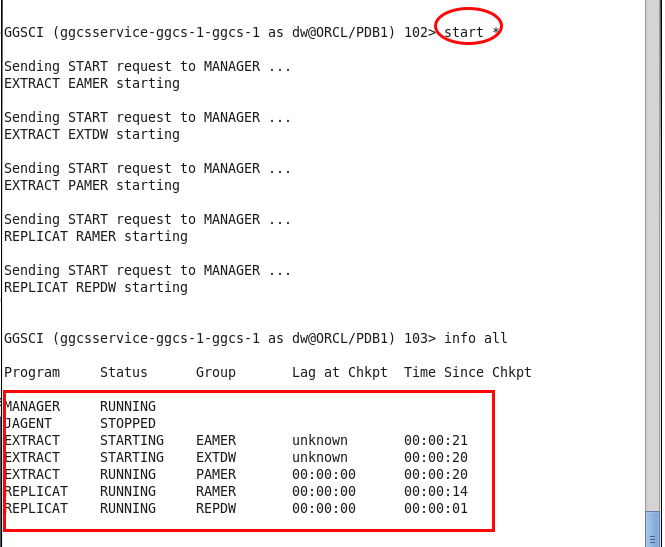 GGSCI (ggcsservice-ggcs-1-ggcs-1 as dw@ORCL/PDB1) 102> start *
Sending START request to MANAGER ...
EXTRACT EAMER starting
Sending START request to MANAGER ...
EXTRACT EXTDW starting
Sending START request to MANAGER ...
EXTRACT PAMER starting
Sending START request to MANAGER ...
REPLICAT RAMER starting
Sending START request to MANAGER ...
REPLICAT REPDW starting
GGSCI (ggcsservice-ggcs-1-ggcs-1 as dw@ORCL/PDB1) 103> info all
Program     Status      Group       Lag at Chkpt  Time Since Chkpt
MANAGER     RUNNING
JAGENT      STOPPED
EXTRACT     STARTING    EAMER       unknown       00:00:21
EXTRACT     STARTING    EXTDW       unknown       00:00:20
EXTRACT     RUNNING     PAMER       00:00:00      00:00:20
REPLICAT    RUNNING     RAMER       00:00:00      00:00:14
REPLICAT    RUNNING     REPDW       00:00:00      00:00:01